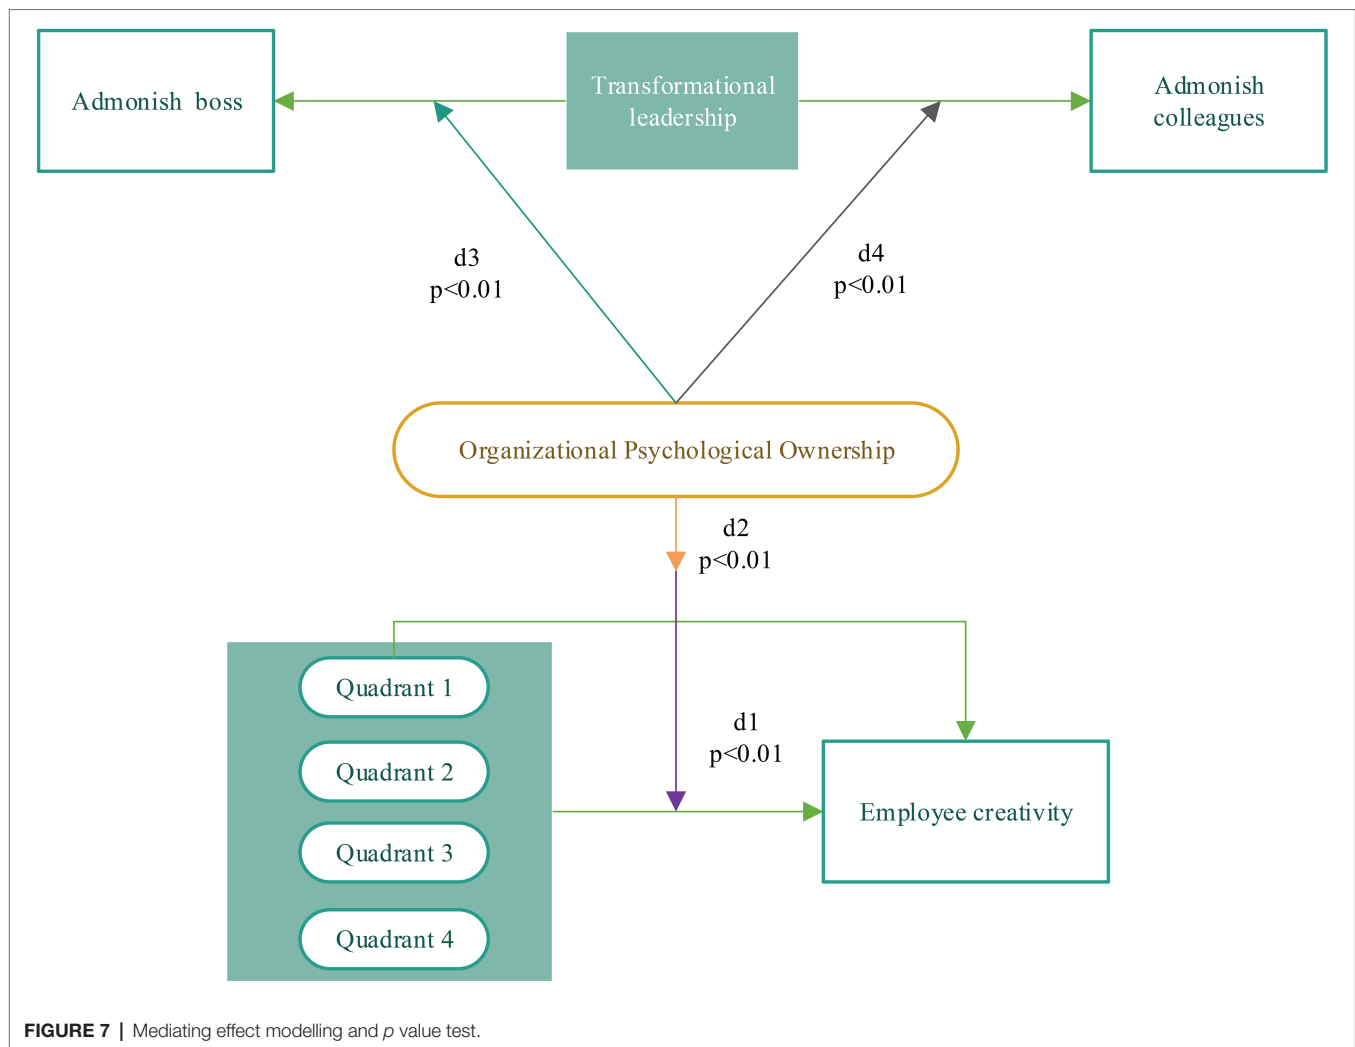 Admonish boss
Transformational
leadership
Admonish
colleagues
d3
p<0.01
d4
p<0.01
Organizational Psychological Ownership
d2
p<0.01
Quadrant 1
d1
p<0.01
Quadrant 2
Employee creativity
Quadrant 3
Quadrant 4
FIGURE 7 | Mediating effect modelling and p value test.